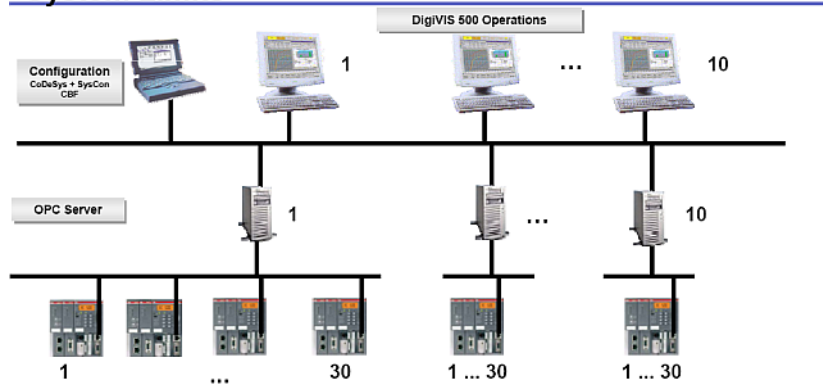 DigiVIS 500 Operations
Configuration
CoDeSys + SysCon
CBF
1
...
10
OPC Server
1
...
10
1
...
30
1 ... 30
1 ... 30